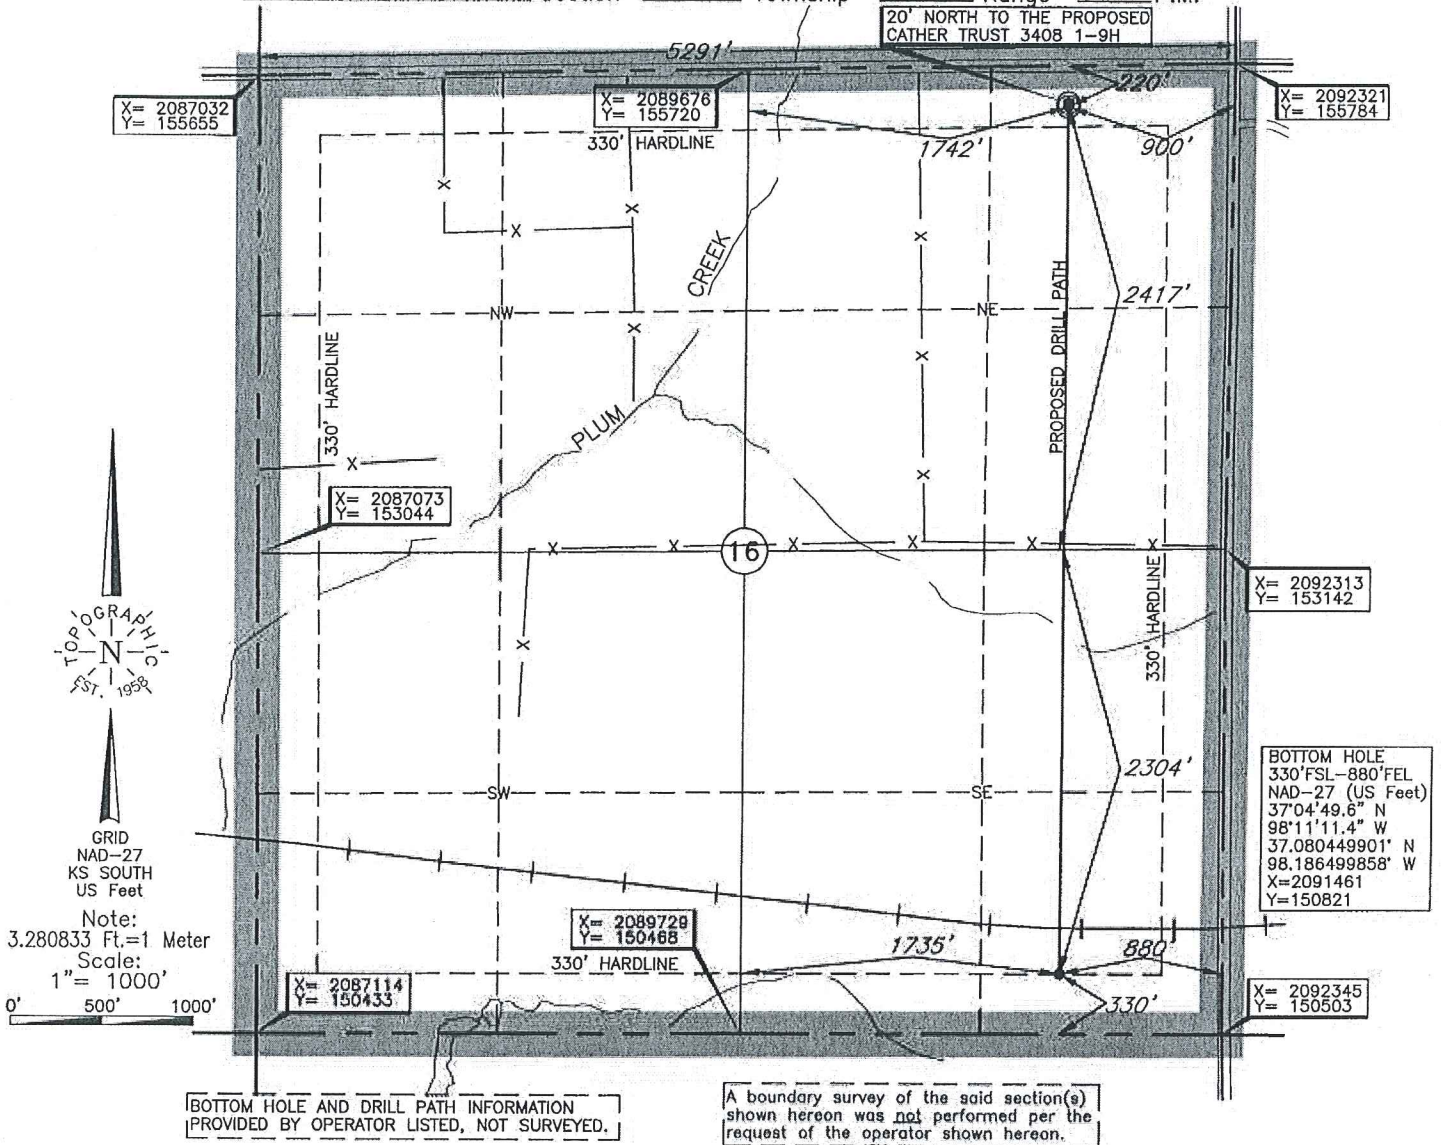 20' NORTH TO THE PROPOSED
CATHER TRUST 3408 1-9H
5291'
220'
X= 2087032
Y= 155655
X= 2089676
Y= 155720
X= 2092321
Y= 155784
330' HARDLINE
1742'
900'
CREEK
PROPOSED DRILL PATH
2417'
NW
NE
330' HARDLINE
PLUM
X= 2087073
Y= 153044
16
X= 2092313
Y= 153142
330' HARDLINE
TOPOGRAPHIC
N
EST. 1958
2304'
SW
SE
BOTTOM HOLE
330'FSL-880'FEL
NAD-27 (US Feet)
37°04'49.6" N
98°11'11.4" W
37.080449901° N
98.186499858° W
X=2091461
Y=150821
GRID
NAD-27
KS SOUTH
US Feet
Note:
3.280833 Ft.=1 Meter
Scale:
1"= 1000'
0' 500' 1000'
X= 2089729
Y= 150468
1735'
880'
330' HARDLINE
X= 2087114
Y= 150433
330'
X= 2092345
Y= 150503
BOTTOM HOLE AND DRILL PATH INFORMATION
PROVIDED BY OPERATOR LISTED, NOT SURVEYED.
A boundary survey of the said section(s)
shown hereon was not performed per the
request of the operator shown hereon.